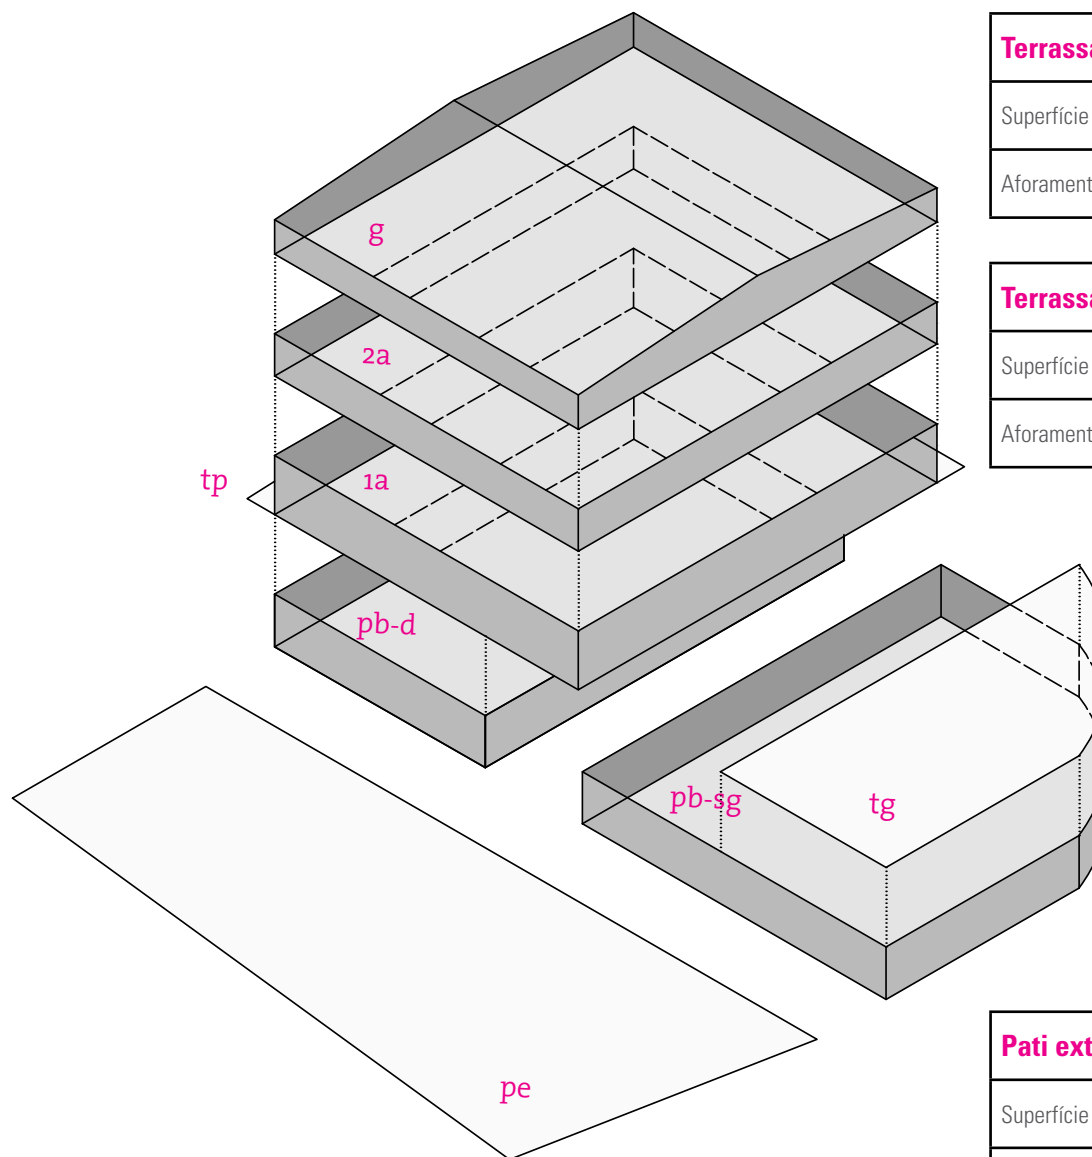 Terrassa
Superfície
Aforament
g
2a
Terrassa
Superfície
Aforament
tp
1a
pb-d
pb-sg
tg
Pati ext
Superfície
pe